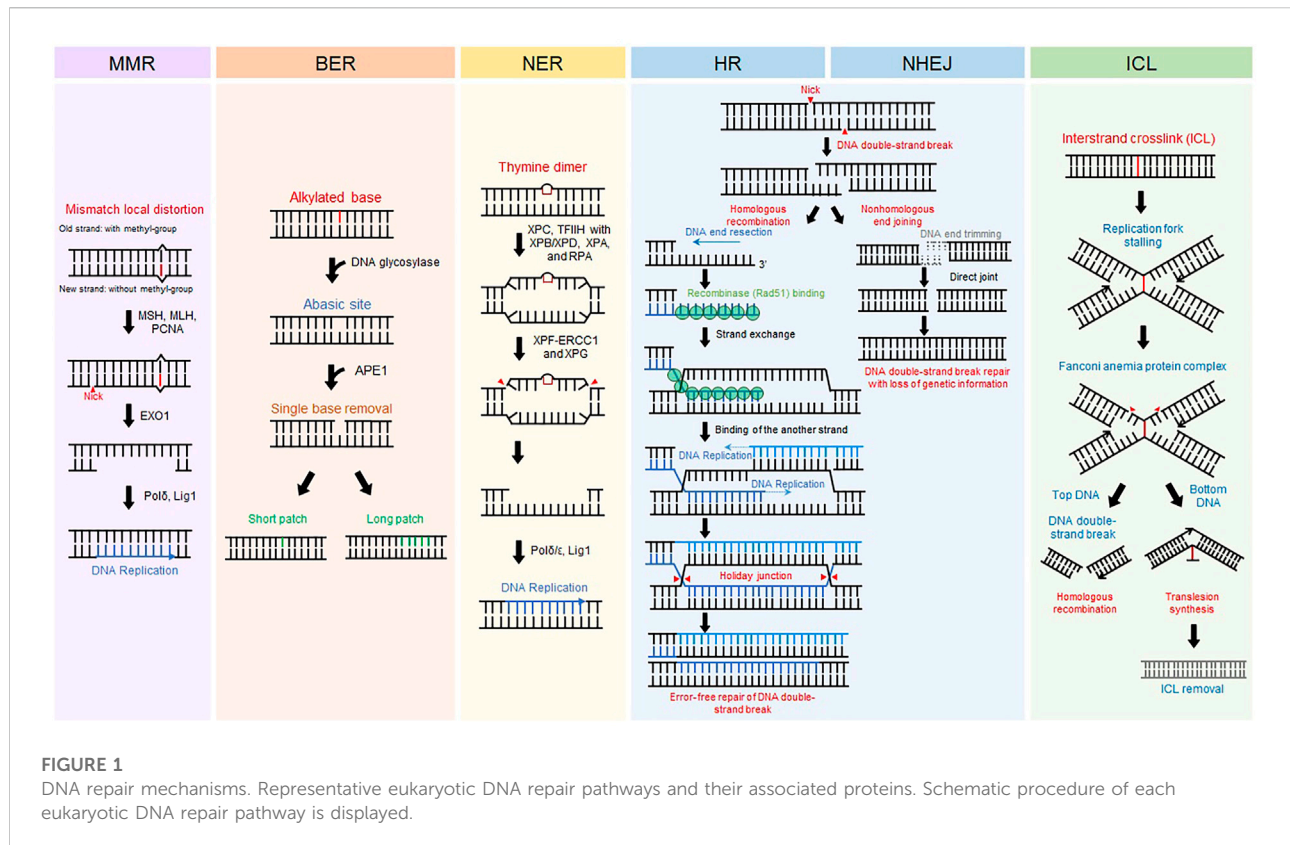 MMR
BER
NER
HR
NHEJ
ICL
Mismatch local distortion
Old strand: with methyl-group
New strand: without methyl-group
MSH, MLH,
PCNA
Nick
EXO1
Polδ, Lig1
DNA Replication
Alkylated base
DNA glycosylase
Abasic site
APE1
Single base removal
Short patch
Long patch
Thymine dimer
XPC, TFIIH with
XPB/XPD, XPA,
and RPA
XPF-ERCC1
and XPG
Polδ/ε, Lig1
DNA Replication
Nick
DNA double-strand break
Homologous
recombination
Nonhomologous
end joining
DNA end resection
3'
Recombinase (Rad51) binding
Strand exchange
Binding of the another strand
DNA Replication
DNA Replication
Holiday junction
Error-free repair of DNA double-
strand break
DNA end trimming
Direct joint
DNA double-strand break repair
with loss of genetic information
Interstrand crosslink (ICL)
Replication fork
stalling
Fanconi anemia protein complex
Top DNA
Bottom
DNA
DNA double-
strand break
Homologous
recombination
Translesion
synthesis
ICL removal
FIGURE 1
DNA repair mechanisms. Representative eukaryotic DNA repair pathways and their associated proteins. Schematic procedure of each
eukaryotic DNA repair pathway is displayed.